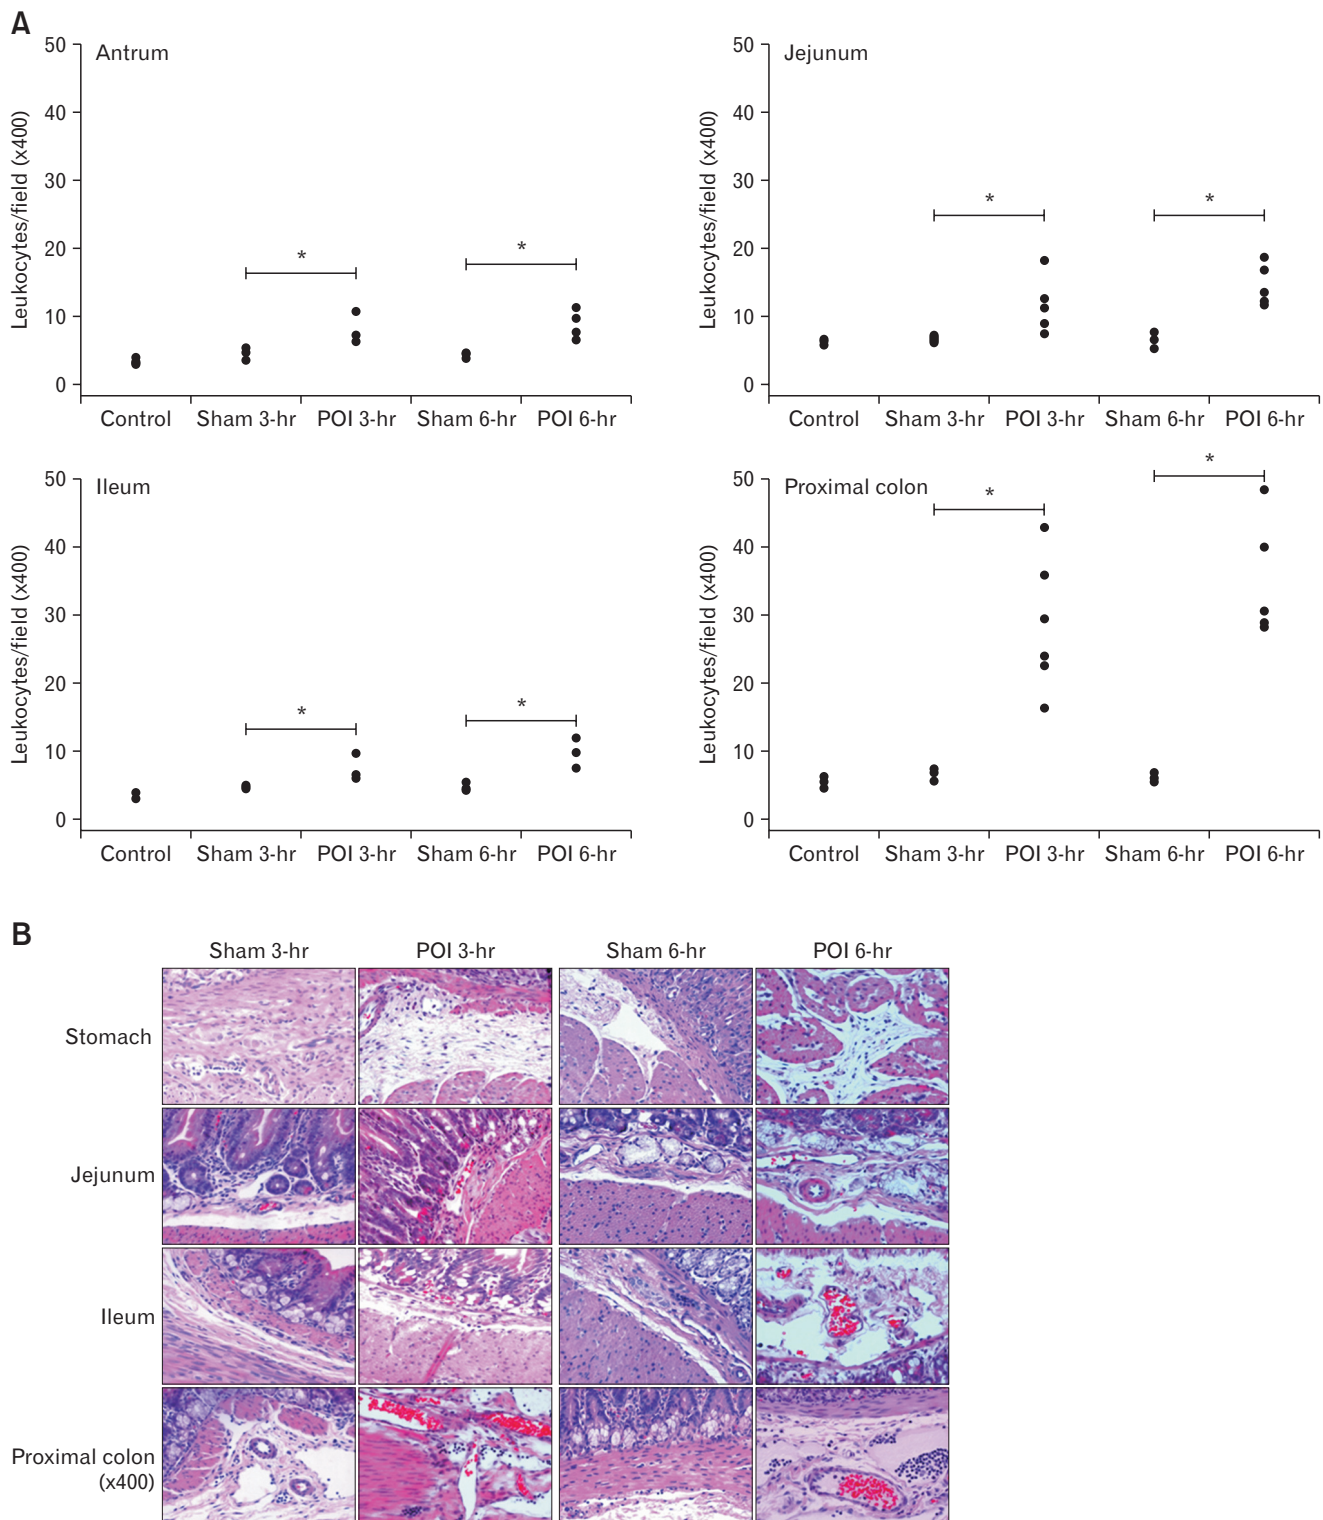 A
Antrum
Leukocytes/field (x400)
50
40
30
20
10
0
*
*
Control Sham 3-hr POI 3-hr Sham 6-hr POI 6-hr
Jejunum
Leukocytes/field (x400)
50
40
30
20
10
0
*
*
Control Sham 3-hr POI 3-hr Sham 6-hr POI 6-hr
Ileum
Leukocytes/field (x400)
50
40
30
20
10
0
*
*
Control Sham 3-hr POI 3-hr Sham 6-hr POI 6-hr
Proximal colon
Leukocytes/field (x400)
50
40
30
20
10
0
*
*
Control Sham 3-hr POI 3-hr Sham 6-hr POI 6-hr
B
Sham 3-hr POI 3-hr Sham 6-hr POI 6-hr
Stomach
Jejunum
Ileum
Proximal colon
(x400)